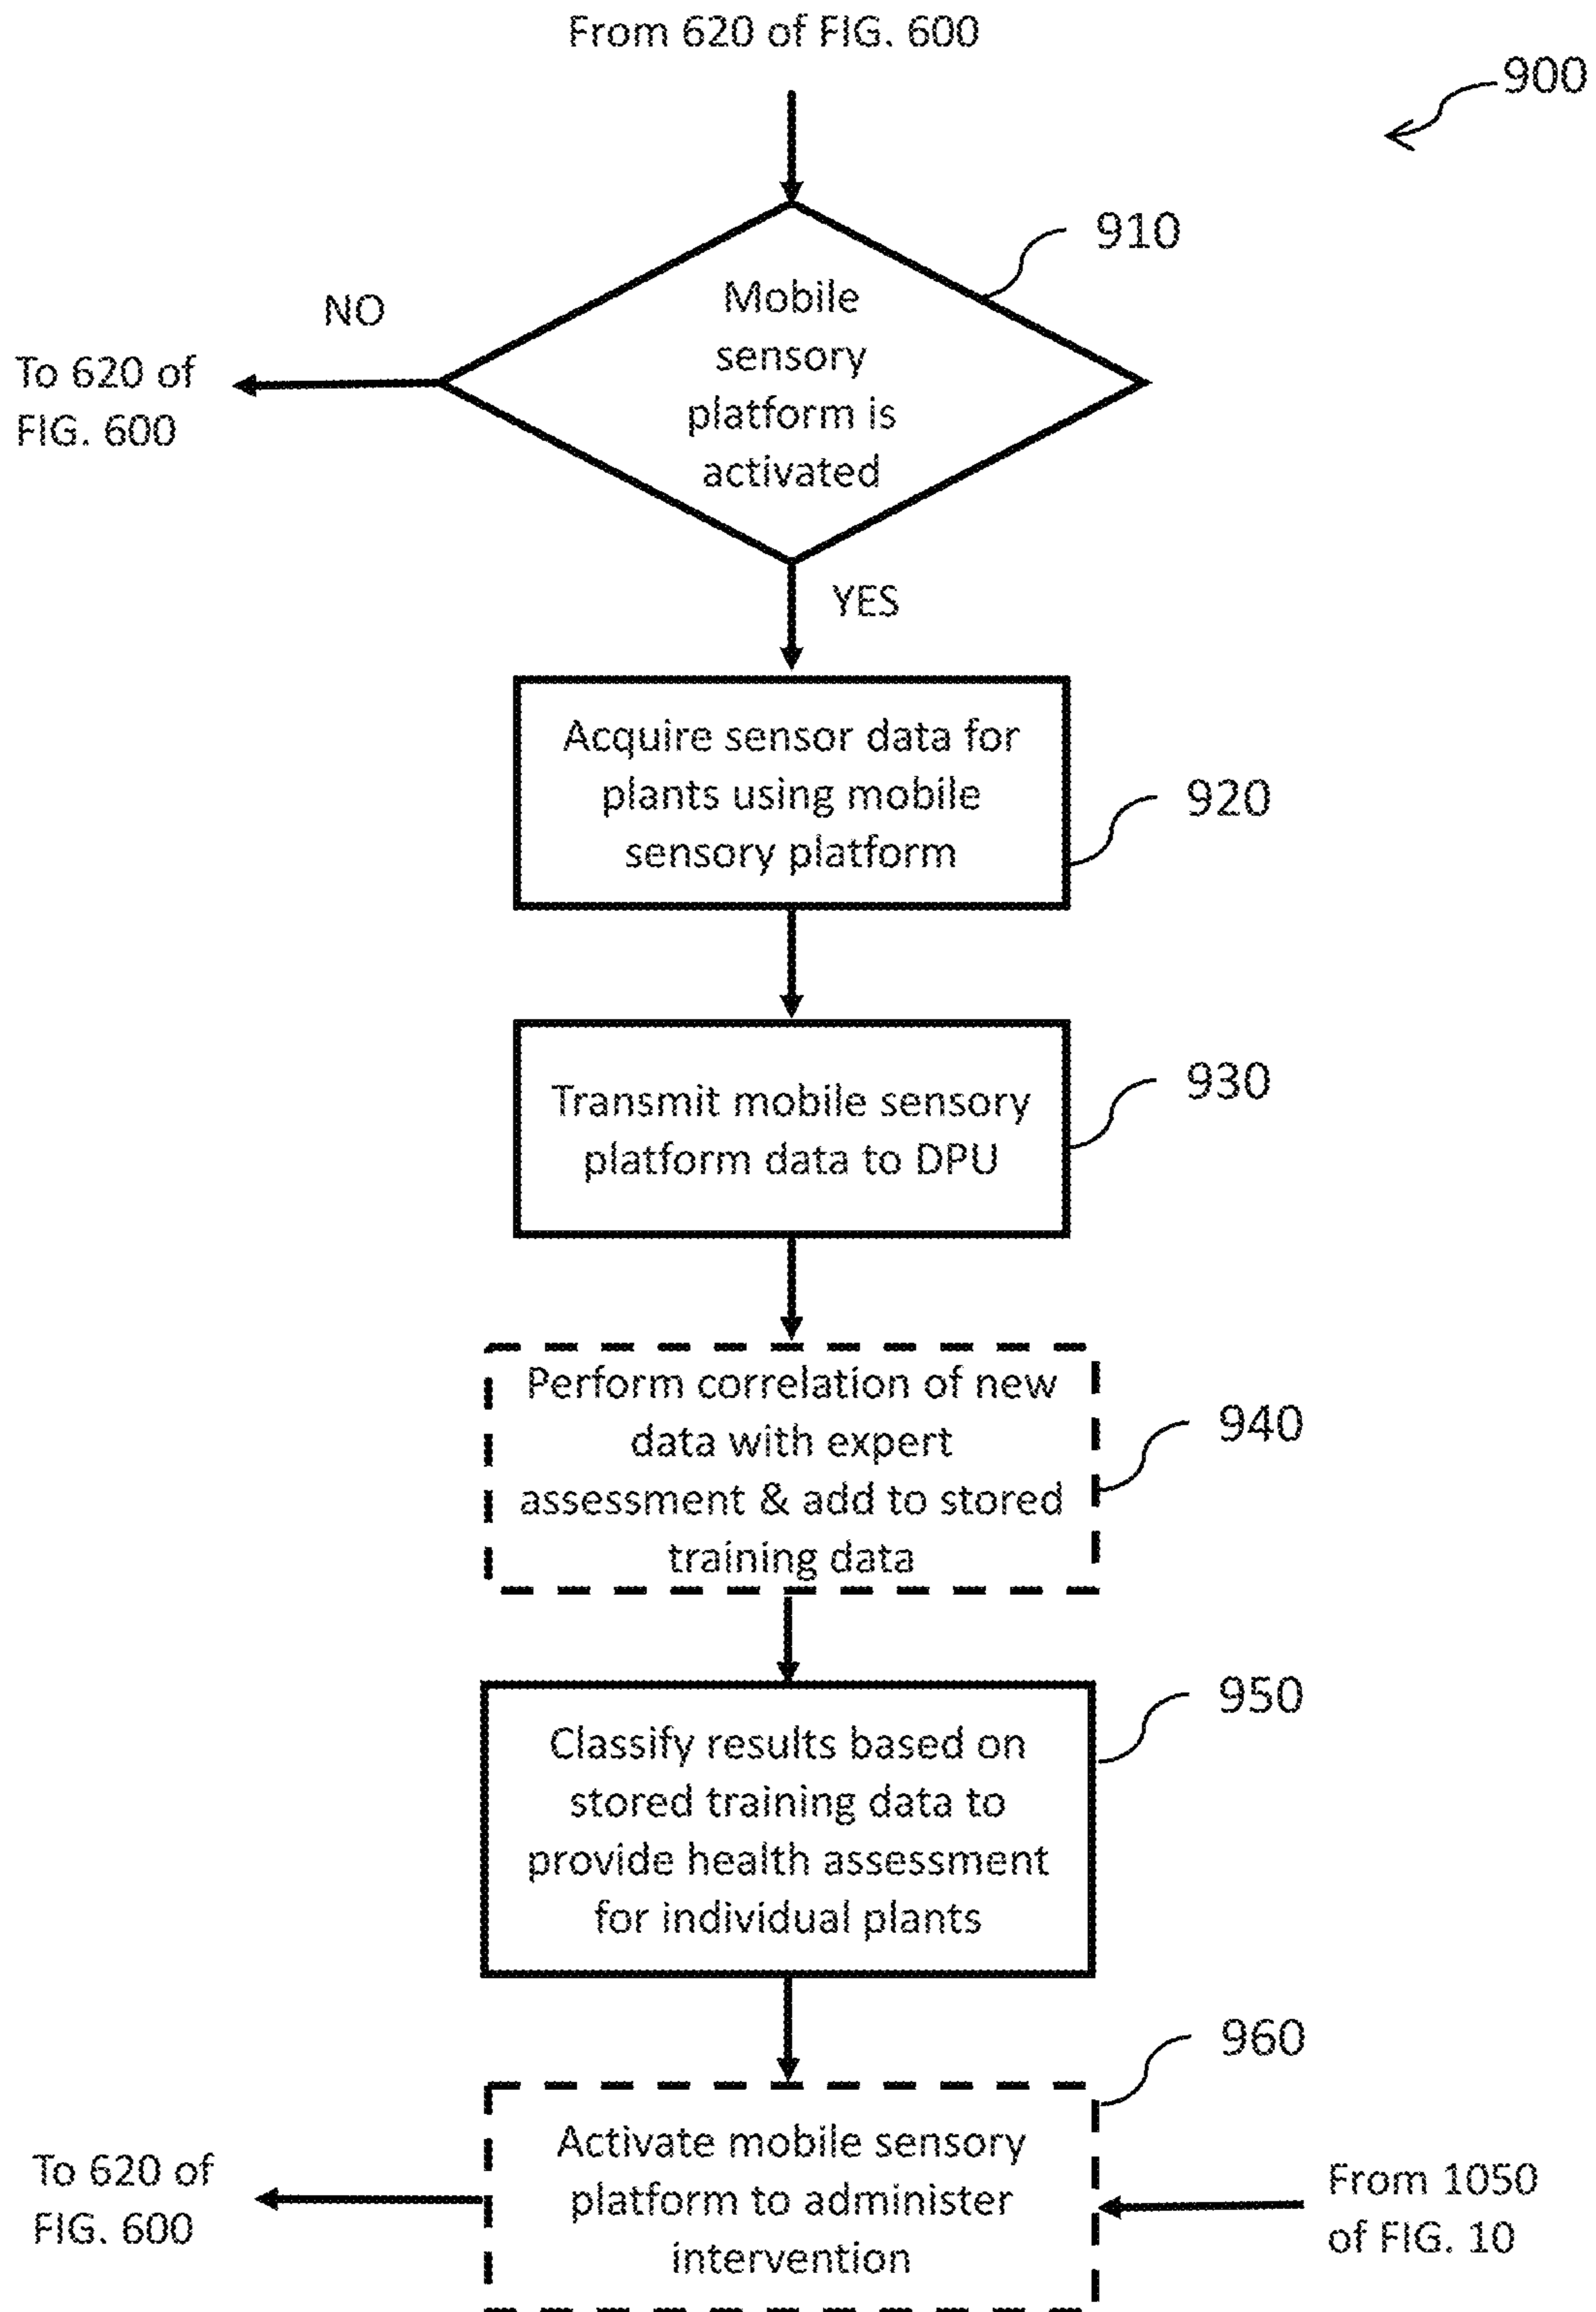 From 620 of FIG. 600
900
910
Mobile
sensory
platform is
activated
NO
To 620 of
FIG. 600
YES
Acquire sensor data for
plants using mobile
sensory platform
920
Transmit mobile sensory
platform data to DPU
930
Perform correlation of new
data with expert
assessment & add to stored
training data
940
Classify results based on
stored training data to
provide health assessment
for individual plants
950
960
Activate mobile sensory
platform to administer
intervention
To 620 of
FIG. 600
From 1050
of FIG. 10